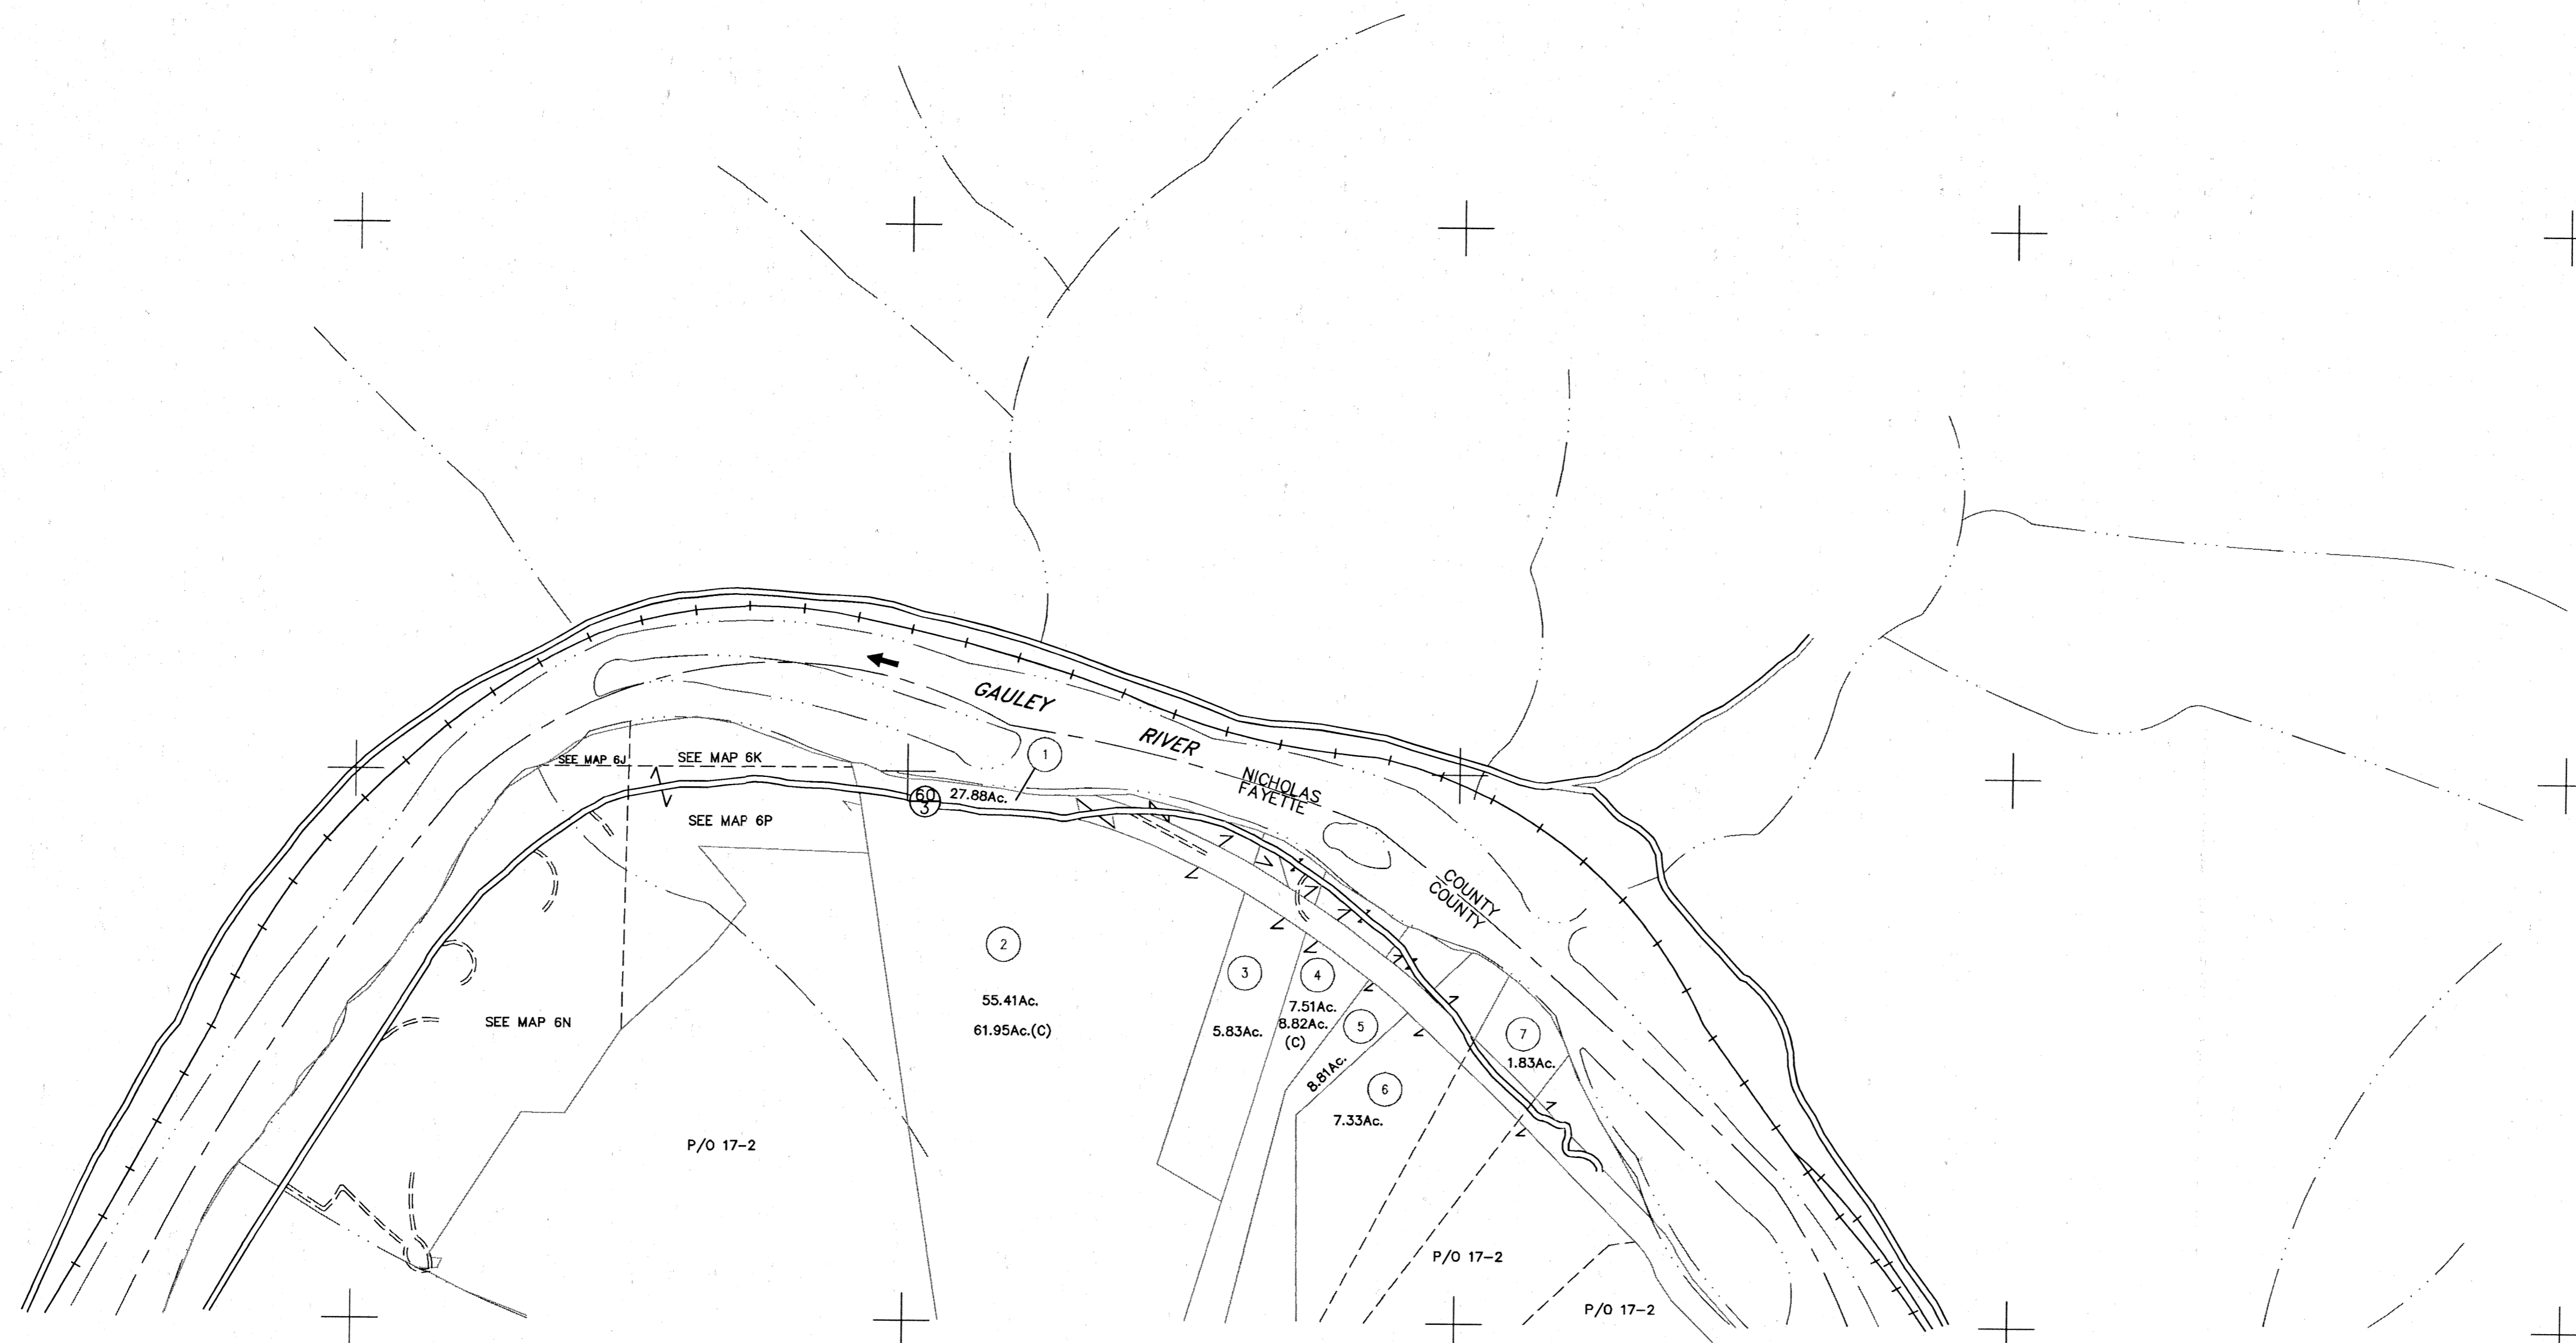 GAULEY
RIVER
NICHOLAS
FAYETTE
COUNTY
COUNTY
1
SEE MAP 6J
SEE MAP 6K
60
3
27.88Ac.
SEE MAP 6P
2
55.41Ac.
61.95Ac.(C)
3
5.83Ac.
4
7.51Ac.
8.82Ac.
(C)
5
8.81Ac.
6
7.33Ac.
7
1.83Ac.
SEE MAP 6N
P/O 17-2
P/O 17-2
P/O 17-2